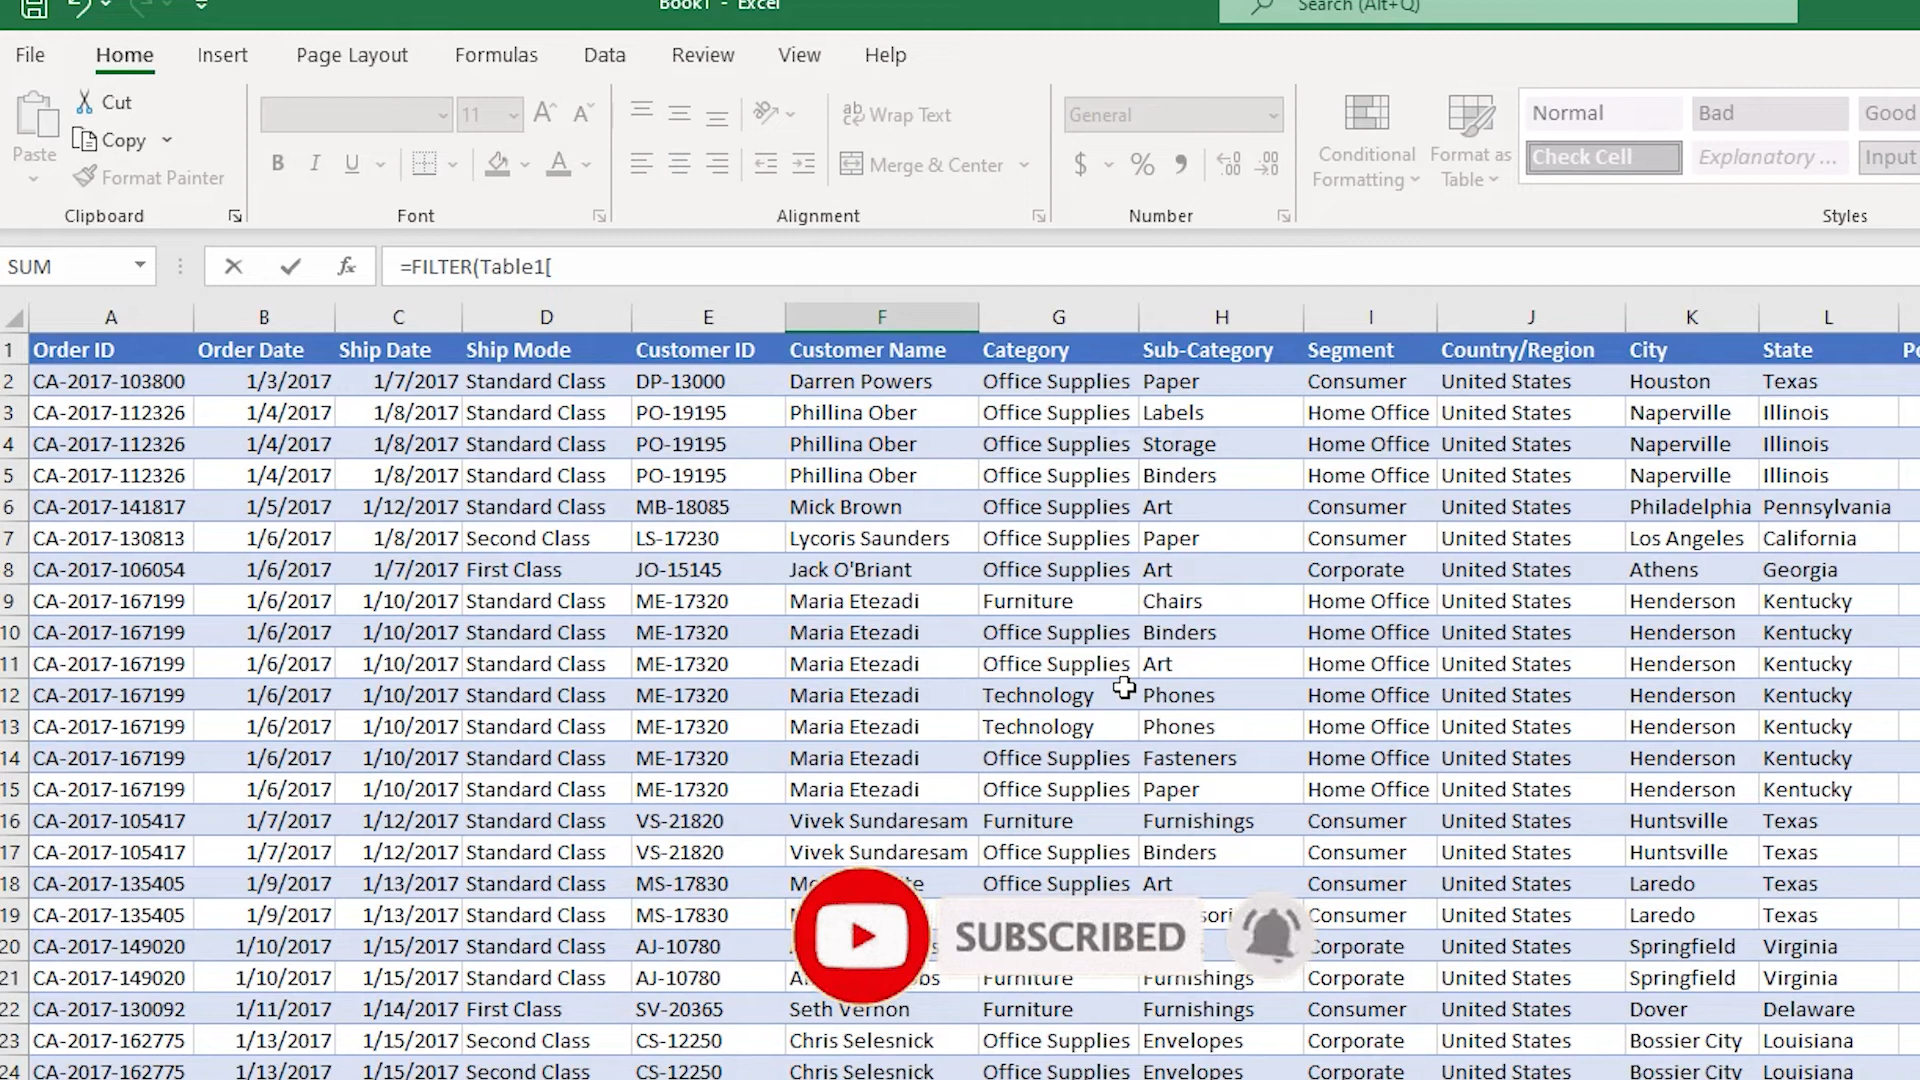 Book1 - Excel
Search (Alt+Q)
File Home Insert Page Layout Formulas Data Review View Help
Paste
Cut
Copy
Format Painter
Clipboard
11
B I U
Font
Wrap Text
Merge & Center
Alignment
General
$ % ,
Number
Conditional Formatting
Format as Table
Normal Bad Good
Check Cell Explanatory ... Input
Styles
SUM fx =FILTER(Table1[
A B C D E F G H I J K L
1 Order ID Order Date Ship Date Ship Mode Customer ID Customer Name Category Sub-Category Segment Country/Region City State
2 CA-2017-103800 1/3/2017 1/7/2017 Standard Class DP-13000 Darren Powers Office Supplies Paper Consumer United States Houston Texas
3 CA-2017-112326 1/4/2017 1/8/2017 Standard Class PO-19195 Phillina Ober Office Supplies Labels Home Office United States Naperville Illinois
4 CA-2017-112326 1/4/2017 1/8/2017 Standard Class PO-19195 Phillina Ober Office Supplies Storage Home Office United States Naperville Illinois
5 CA-2017-112326 1/4/2017 1/8/2017 Standard Class PO-19195 Phillina Ober Office Supplies Binders Home Office United States Naperville Illinois
6 CA-2017-141817 1/5/2017 1/12/2017 Standard Class MB-18085 Mick Brown Office Supplies Art Consumer United States Philadelphia Pennsylvania
7 CA-2017-130813 1/6/2017 1/8/2017 Second Class LS-17230 Lycoris Saunders Office Supplies Paper Consumer United States Los Angeles California
8 CA-2017-106054 1/6/2017 1/7/2017 First Class JO-15145 Jack O'Briant Office Supplies Art Corporate United States Athens Georgia
9 CA-2017-167199 1/6/2017 1/10/2017 Standard Class ME-17320 Maria Etezadi Furniture Chairs Home Office United States Henderson Kentucky
10 CA-2017-167199 1/6/2017 1/10/2017 Standard Class ME-17320 Maria Etezadi Office Supplies Binders Home Office United States Henderson Kentucky
11 CA-2017-167199 1/6/2017 1/10/2017 Standard Class ME-17320 Maria Etezadi Office Supplies Art Home Office United States Henderson Kentucky
12 CA-2017-167199 1/6/2017 1/10/2017 Standard Class ME-17320 Maria Etezadi Technology Phones Home Office United States Henderson Kentucky
13 CA-2017-167199 1/6/2017 1/10/2017 Standard Class ME-17320 Maria Etezadi Technology Phones Home Office United States Henderson Kentucky
14 CA-2017-167199 1/6/2017 1/10/2017 Standard Class ME-17320 Maria Etezadi Office Supplies Fasteners Home Office United States Henderson Kentucky
15 CA-2017-167199 1/6/2017 1/10/2017 Standard Class ME-17320 Maria Etezadi Office Supplies Paper Home Office United States Henderson Kentucky
16 CA-2017-105417 1/7/2017 1/12/2017 Standard Class VS-21820 Vivek Sundaresam Furniture Furnishings Consumer United States Huntsville Texas
17 CA-2017-105417 1/7/2017 1/12/2017 Standard Class VS-21820 Vivek Sundaresam Office Supplies Binders Consumer United States Huntsville Texas
18 CA-2017-135405 1/9/2017 1/13/2017 Standard Class MS-17830 Office Supplies Art Consumer United States Laredo Texas
19 CA-2017-135405 1/9/2017 1/13/2017 Standard Class MS-17830 Consumer United States Laredo Texas
SUBSCRIBED
20 CA-2017-149020 1/10/2017 1/15/2017 Standard Class AJ-10780 Corporate United States Springfield Virginia
21 CA-2017-149020 1/10/2017 1/15/2017 Standard Class AJ-10780 Furniture Furnishings Corporate United States Springfield Virginia
22 CA-2017-130092 1/11/2017 1/14/2017 First Class SV-20365 Seth Vernon Furniture Furnishings Consumer United States Dover Delaware
23 CA-2017-162775 1/13/2017 1/15/2017 Second Class CS-12250 Chris Selesnick Office Supplies Envelopes Corporate United States Bossier City Louisiana
24 CA-2017-162775 1/13/2017 1/15/2017 Second Class CS-12250 Chris Selesnick Office Supplies Envelopes Corporate United States Bossier City Louisiana